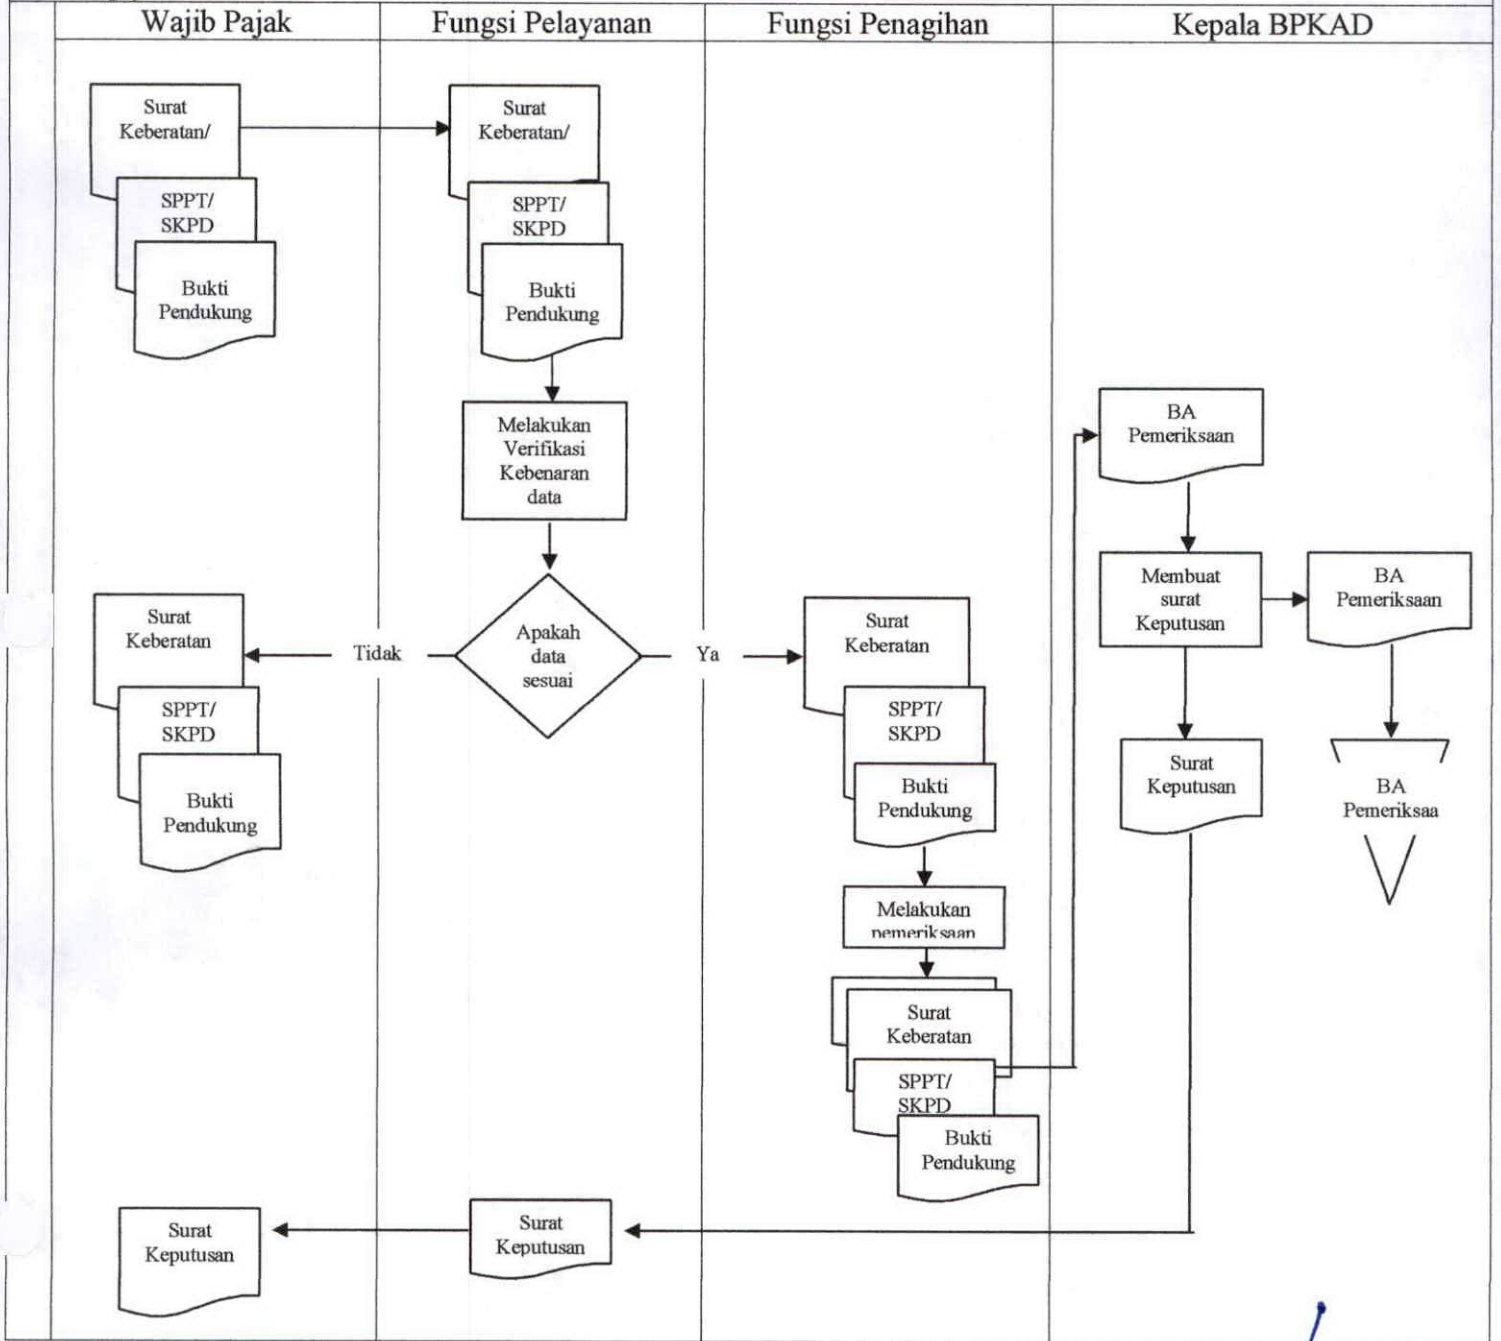 Wajib Pajak
Fungsi Pelayanan
Fungsi Penagihan
Kepala BPKAD
Surat
Keberatan/
SPPT/
SKPD
Bukti
Pendukung
Surat
Keberatan/
SPPT/
SKPD
Bukti
Pendukung
Melakukan
Verifikasi
Kebenaran
data
Apakah
data
sesuai
Tidak
Ya
Surat
Keberatan
SPPT/
SKPD
Bukti
Pendukung
Surat
Keberatan
SPPT/
SKPD
Bukti
Pendukung
Melakukan
pemeriksaan
Surat
Keberatan
SPPT/
SKPD
Bukti
Pendukung
BA
Pemeriksaan
Membuat
surat
Keputusan
BA
Pemeriksaan
Surat
Keputusan
BA
Pemeriksaa
Surat
Keputusan
Surat
Keputusan